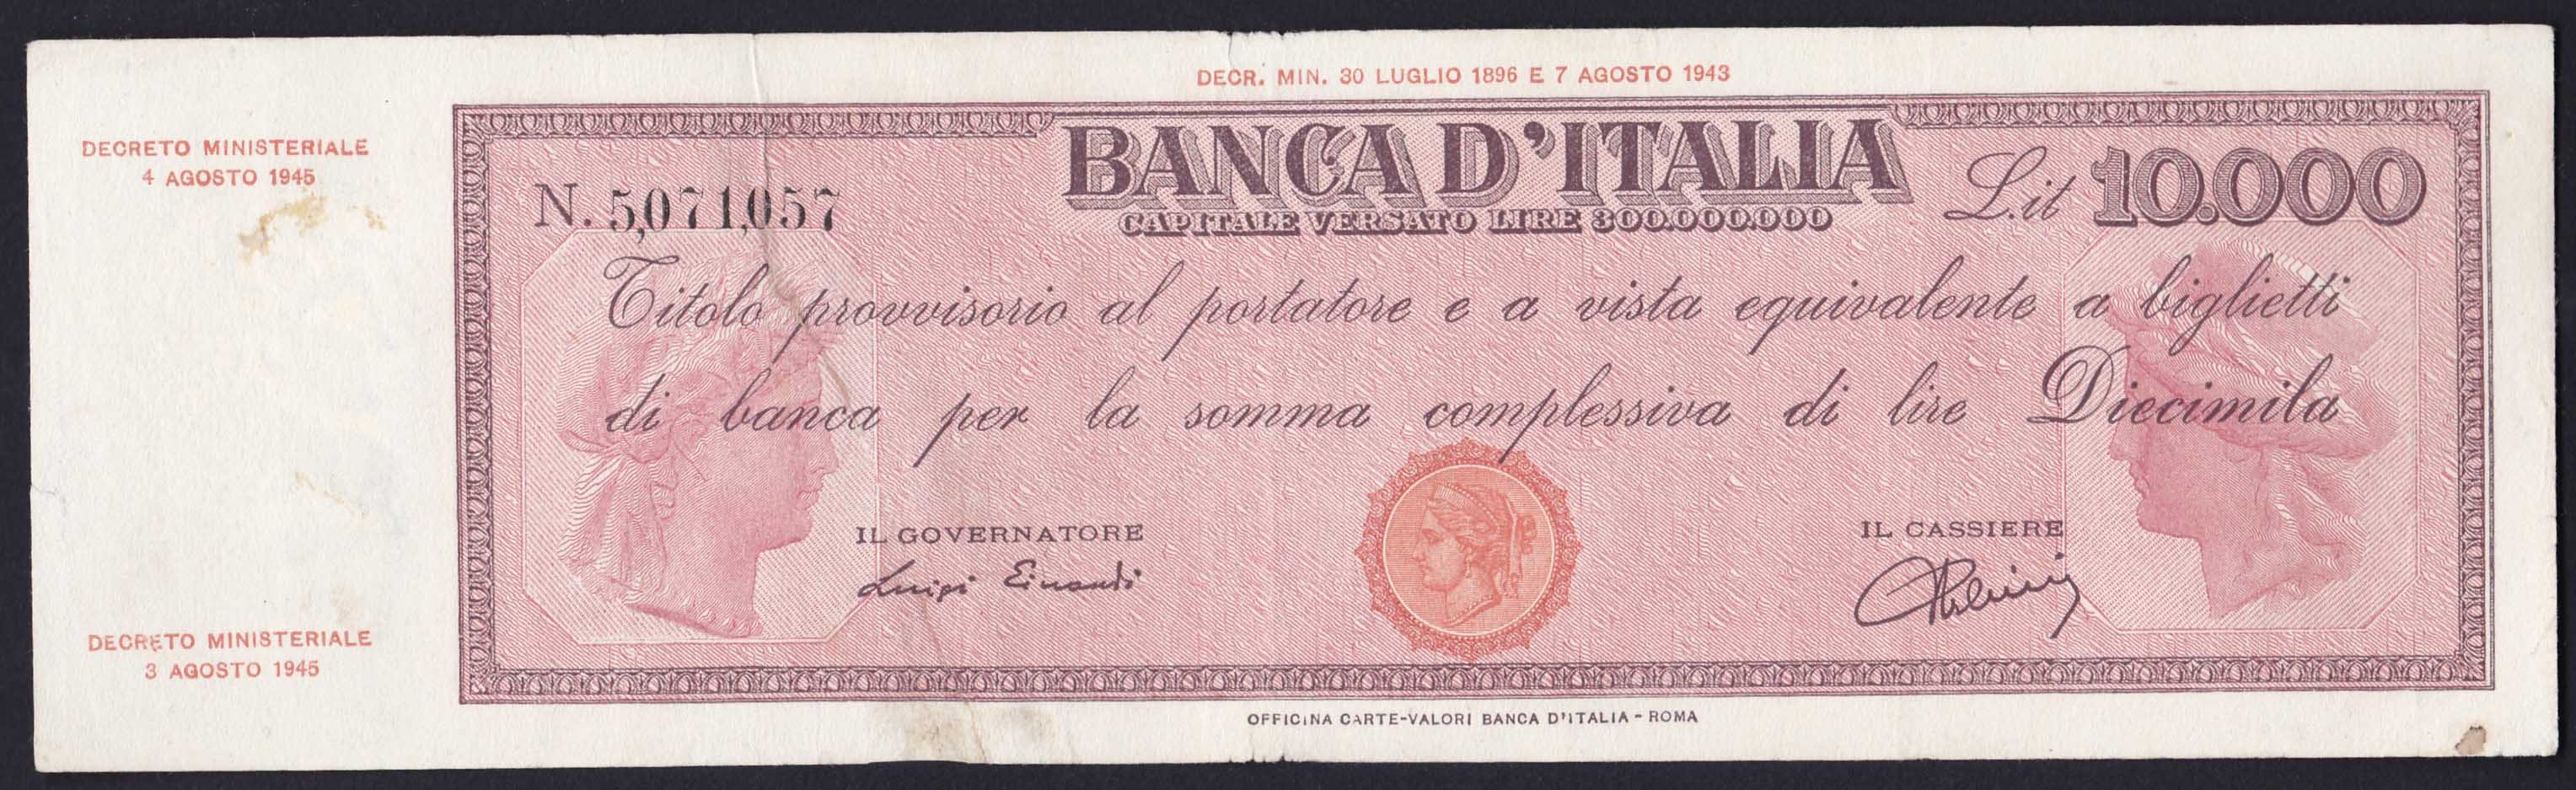 DECR. MIN. 30 LUGLIO 1896 E 7 AGOSTO 1943
DECRETO MINISTERIALE
4 AGOSTO 1945
N. 5,071,057
BANCA D'ITALIA
CAPITALE VERSATO LIRE 300.000.000
L.it 10.000
Titolo provvisorio al portatore e a vista equivalente a biglietti
di banca per la somma complessiva di lire Diecimila
IL GOVERNATORE
Luigi Einaudi
IL CASSIERE
DECRETO MINISTERIALE
3 AGOSTO 1945
OFFICINA CARTE-VALORI BANCA D'ITALIA - ROMA